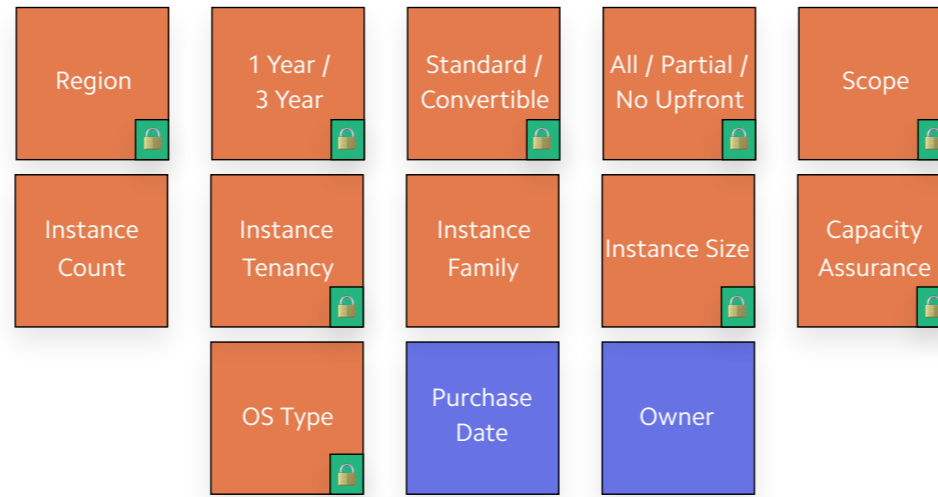 Region
1 Year /
3 Year
Standard /
Convertible
All / Partial /
No Upfront
Scope
Instance
Count
Instance
Tenancy
Instance
Family
Instance Size
Capacity
Assurance
OS Type
Purchase
Date
Owner